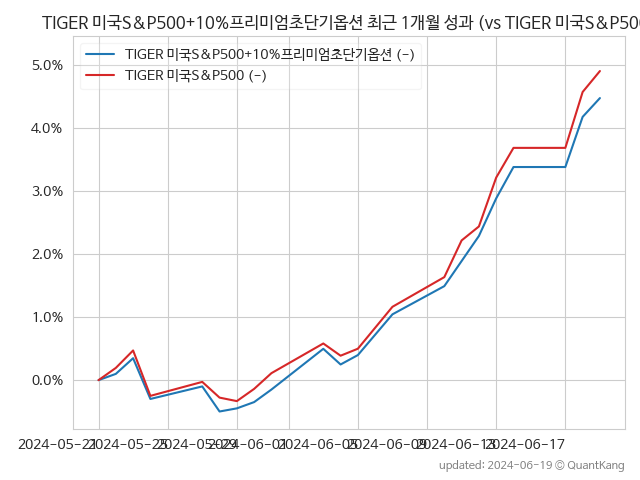 TIGER 미국S&P500+10%프리미엄초단기옵션 최근 1개월 성과 (vs TIGER 미국S&P500
TIGER 미국S&P500+10%프리미엄초단기옵션 (-)
TIGER 미국S&P500 (-)
5.0%
4.0%
3.0%
2.0%
1.0%
0.0%
2024-05-21 2024-05-25 2024-05-29 2024-06-01 2024-06-05 2024-06-09 2024-06-13 2024-06-17
updated: 2024-06-19 © QuantKang